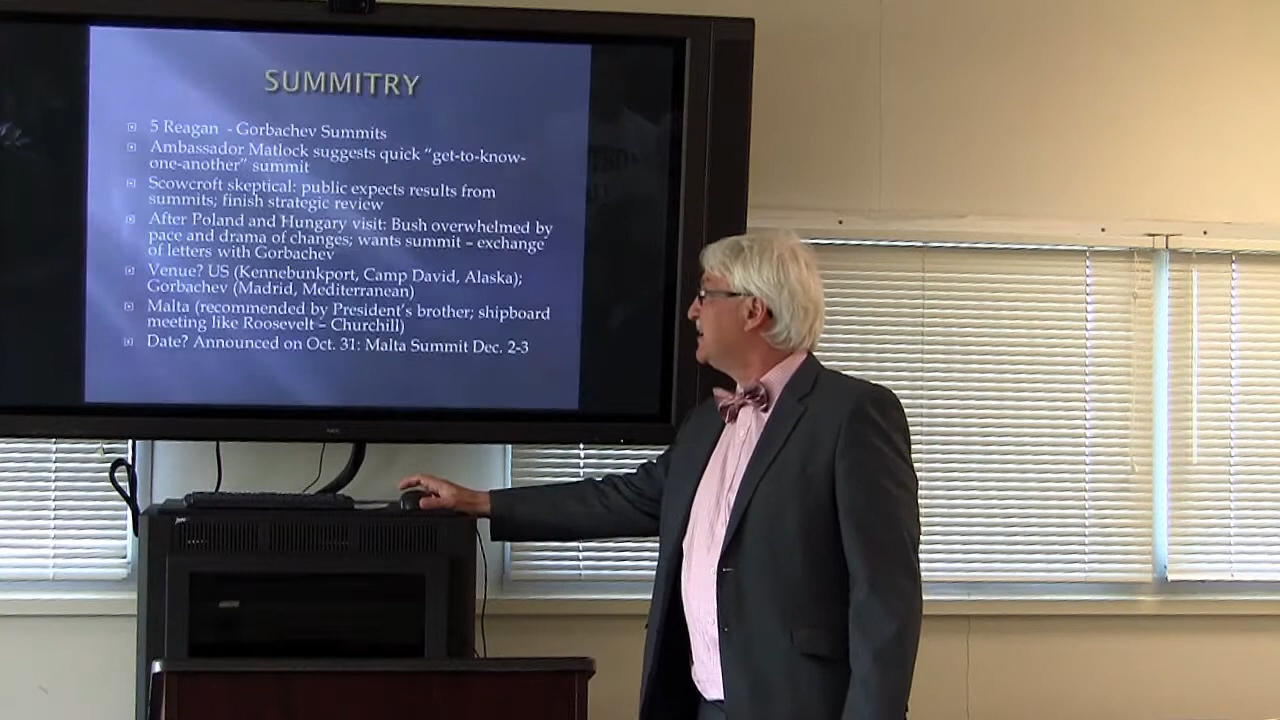 SUMMITRY
5 Reagan - Gorbachev Summits
Ambassador Matlock suggests quick “get-to-know-
one-another” summit
Scowcroft skeptical: public expects results from
summits; finish strategic review
After Poland and Hungary visit: Bush overwhelmed by
pace and drama of changes; wants summit – exchange
of letters with Gorbachev
Venue? US (Kennebunkport, Camp David, Alaska);
Gorbachev (Madrid, Mediterranean)
Malta (recommended by President's brother; shipboard
meeting like Roosevelt – Churchill)
Date? Announced on Oct. 31: Malta Summit Dec. 2-3
NEC